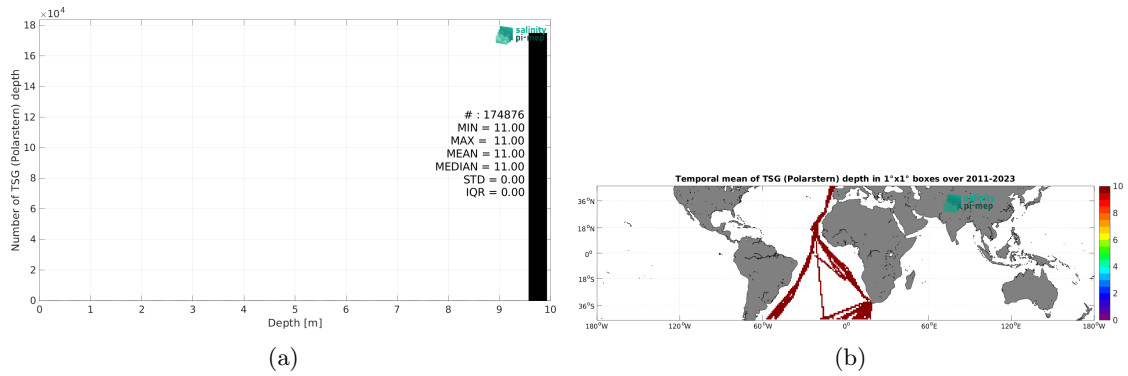 ×10⁴
18
16
14
12
10
8
6
4
2
0
Number of TSG (Polarstern) depth
salinity
pi-mep
# : 174876
MIN = 11.00
MAX = 11.00
MEAN = 11.00
MEDIAN = 11.00
STD = 0.00
IQR = 0.00
0 1 2 3 4 5 6 7 8 9 10
Depth [m]
(a)
Temporal mean of TSG (Polarstern) depth in 1°x1° boxes over 2011-2023
salinity
pi-mep
36°N
18°N
0°
18°S
36°S
180°W 120°W 60°W 0° 60°E 120°E 180°W
10
8
6
4
2
0
(b)